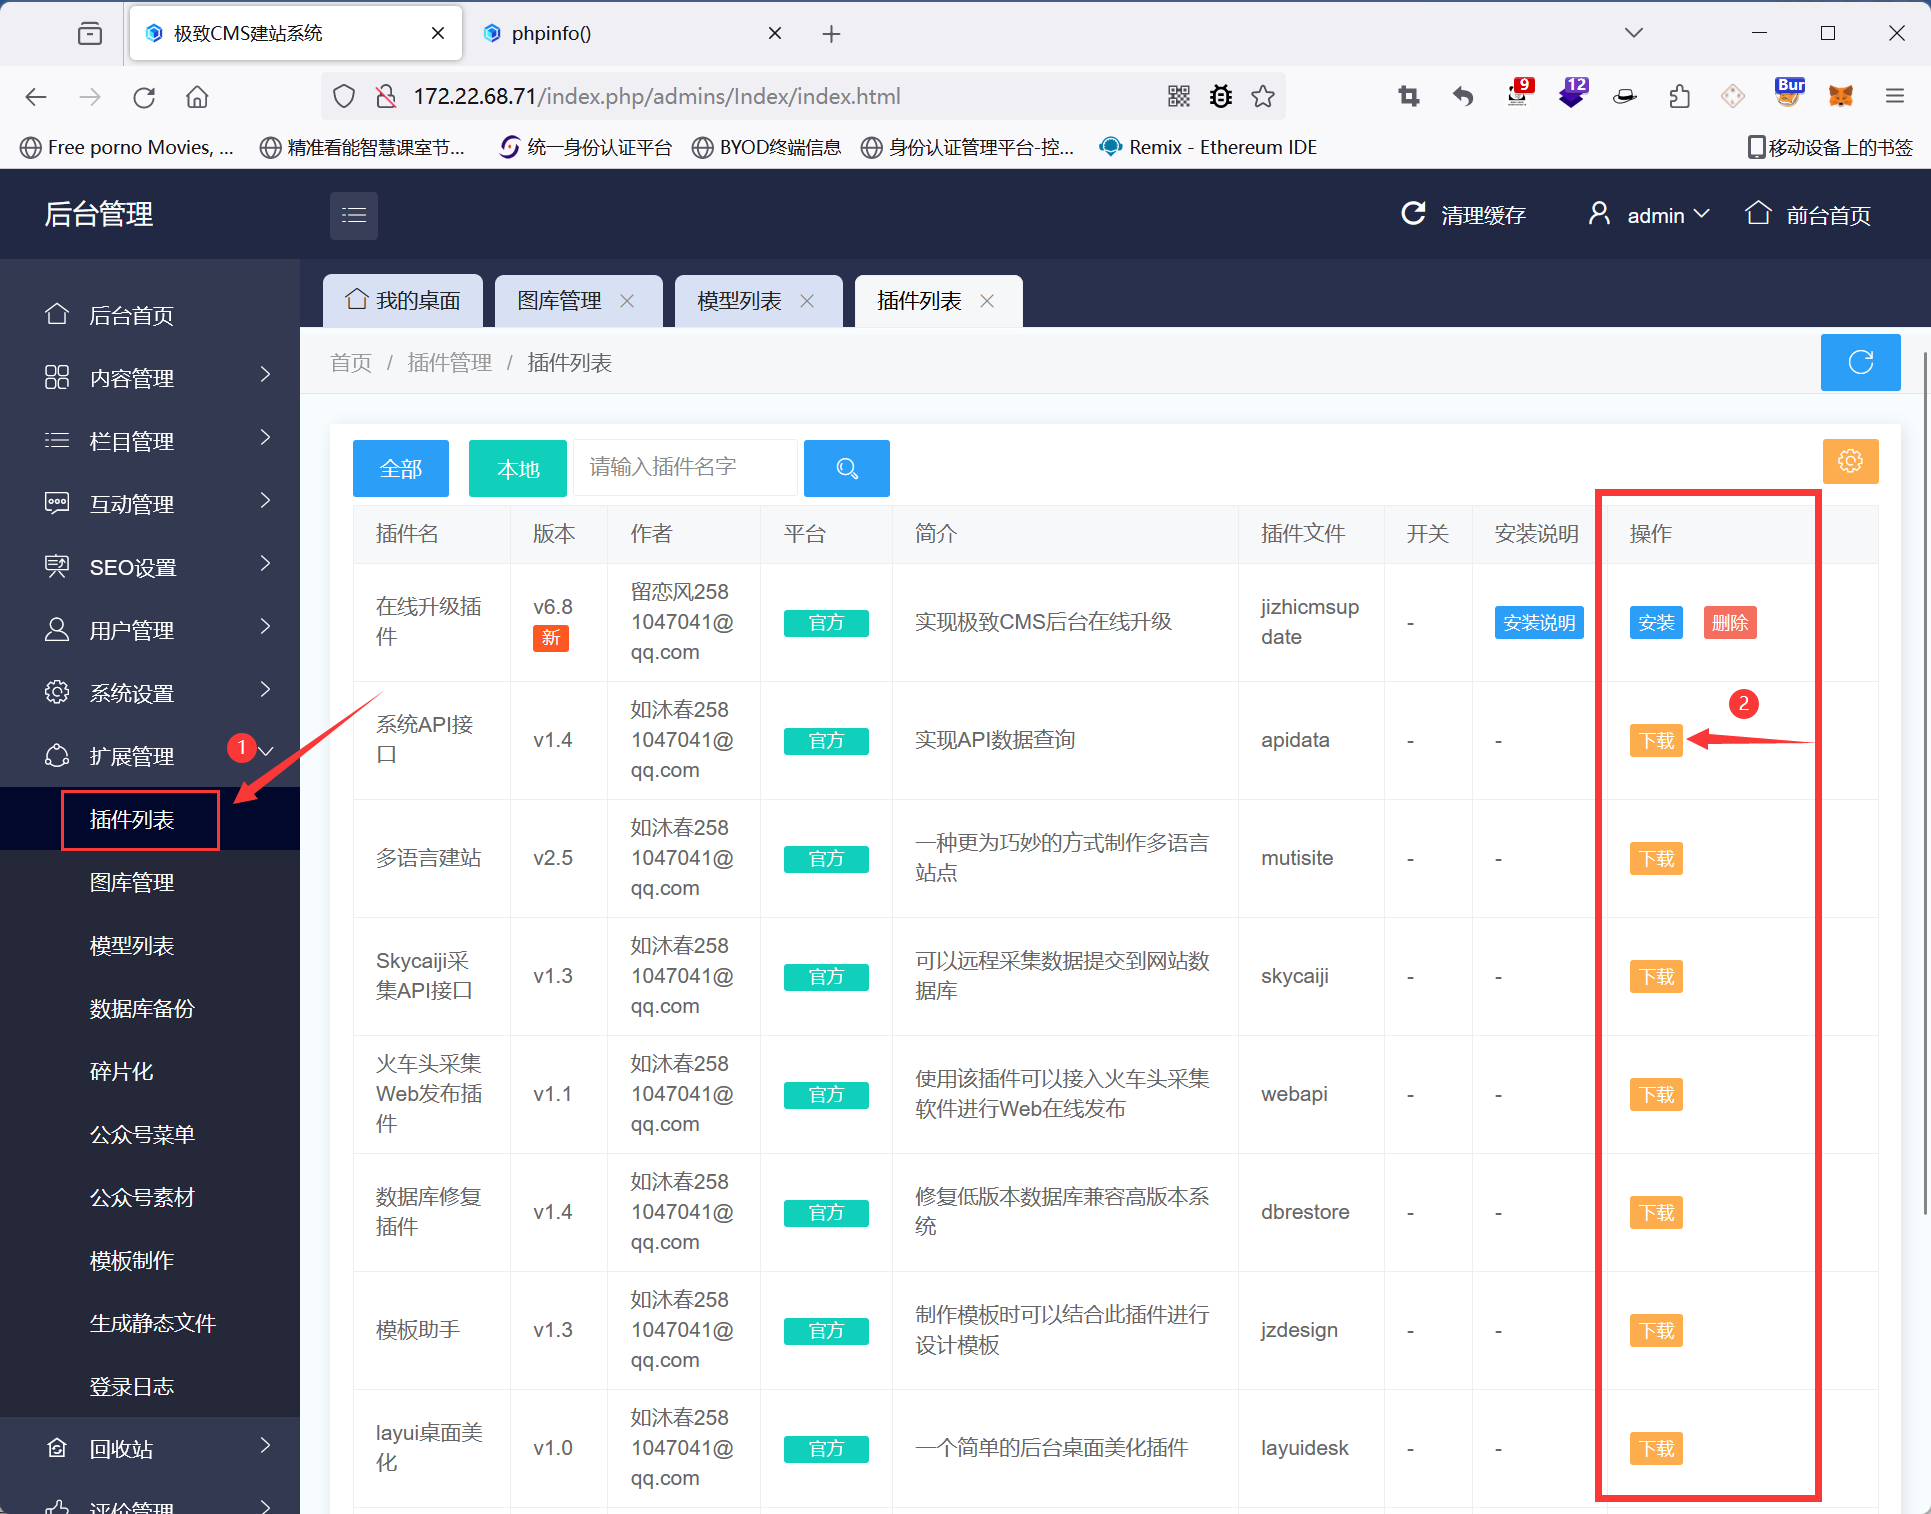 极致CMS建站系统
phpinfo()
172.22.68.71/index.php/admins/Index/index.html
9
12
Bur
Free porno Movies, ...
精准看能智慧课室节...
统一身份认证平台
BYOD终端信息
身份认证管理平台-控...
Remix - Ethereum IDE
移动设备上的书签
后台管理
清理缓存
admin
前台首页
我的桌面
图库管理
模型列表
插件列表
后台首页
内容管理
栏目管理
互动管理
SEO设置
用户管理
系统设置
扩展管理
1
插件列表
图库管理
模型列表
数据库备份
碎片化
公众号菜单
公众号素材
模板制作
生成静态文件
登录日志
回收站
评价管理
首页 / 插件管理 / 插件列表
全部
本地
请输入插件名字
插件名 版本 作者 平台 简介 插件文件 开关 安装说明 操作
在线升级插
件
v6.8
新
留恋风258
1047041@
qq.com
官方
实现极致CMS后台在线升级
jizhicmsup
date
-
安装说明
安装
删除
系统API接
口
v1.4
如沐春258
1047041@
qq.com
官方
实现API数据查询
apidata
-
-
下载
2
多语言建站
v2.5
如沐春258
1047041@
qq.com
官方
一种更为巧妙的方式制作多语言
站点
mutisite
-
-
下载
Skycaiji采
集API接口
v1.3
如沐春258
1047041@
qq.com
官方
可以远程采集数据提交到网站数
据库
skycaiji
-
-
下载
火车头采集
Web发布插
件
v1.1
如沐春258
1047041@
qq.com
官方
使用该插件可以接入火车头采集
软件进行Web在线发布
webapi
-
-
下载
数据库修复
插件
v1.4
如沐春258
1047041@
qq.com
官方
修复低版本数据库兼容高版本系
统
dbrestore
-
-
下载
模板助手
v1.3
如沐春258
1047041@
qq.com
官方
制作模板时可以结合此插件进行
设计模板
jzdesign
-
-
下载
layui桌面美
化
v1.0
如沐春258
1047041@
qq.com
官方
一个简单的后台桌面美化插件
layuidesk
-
-
下载